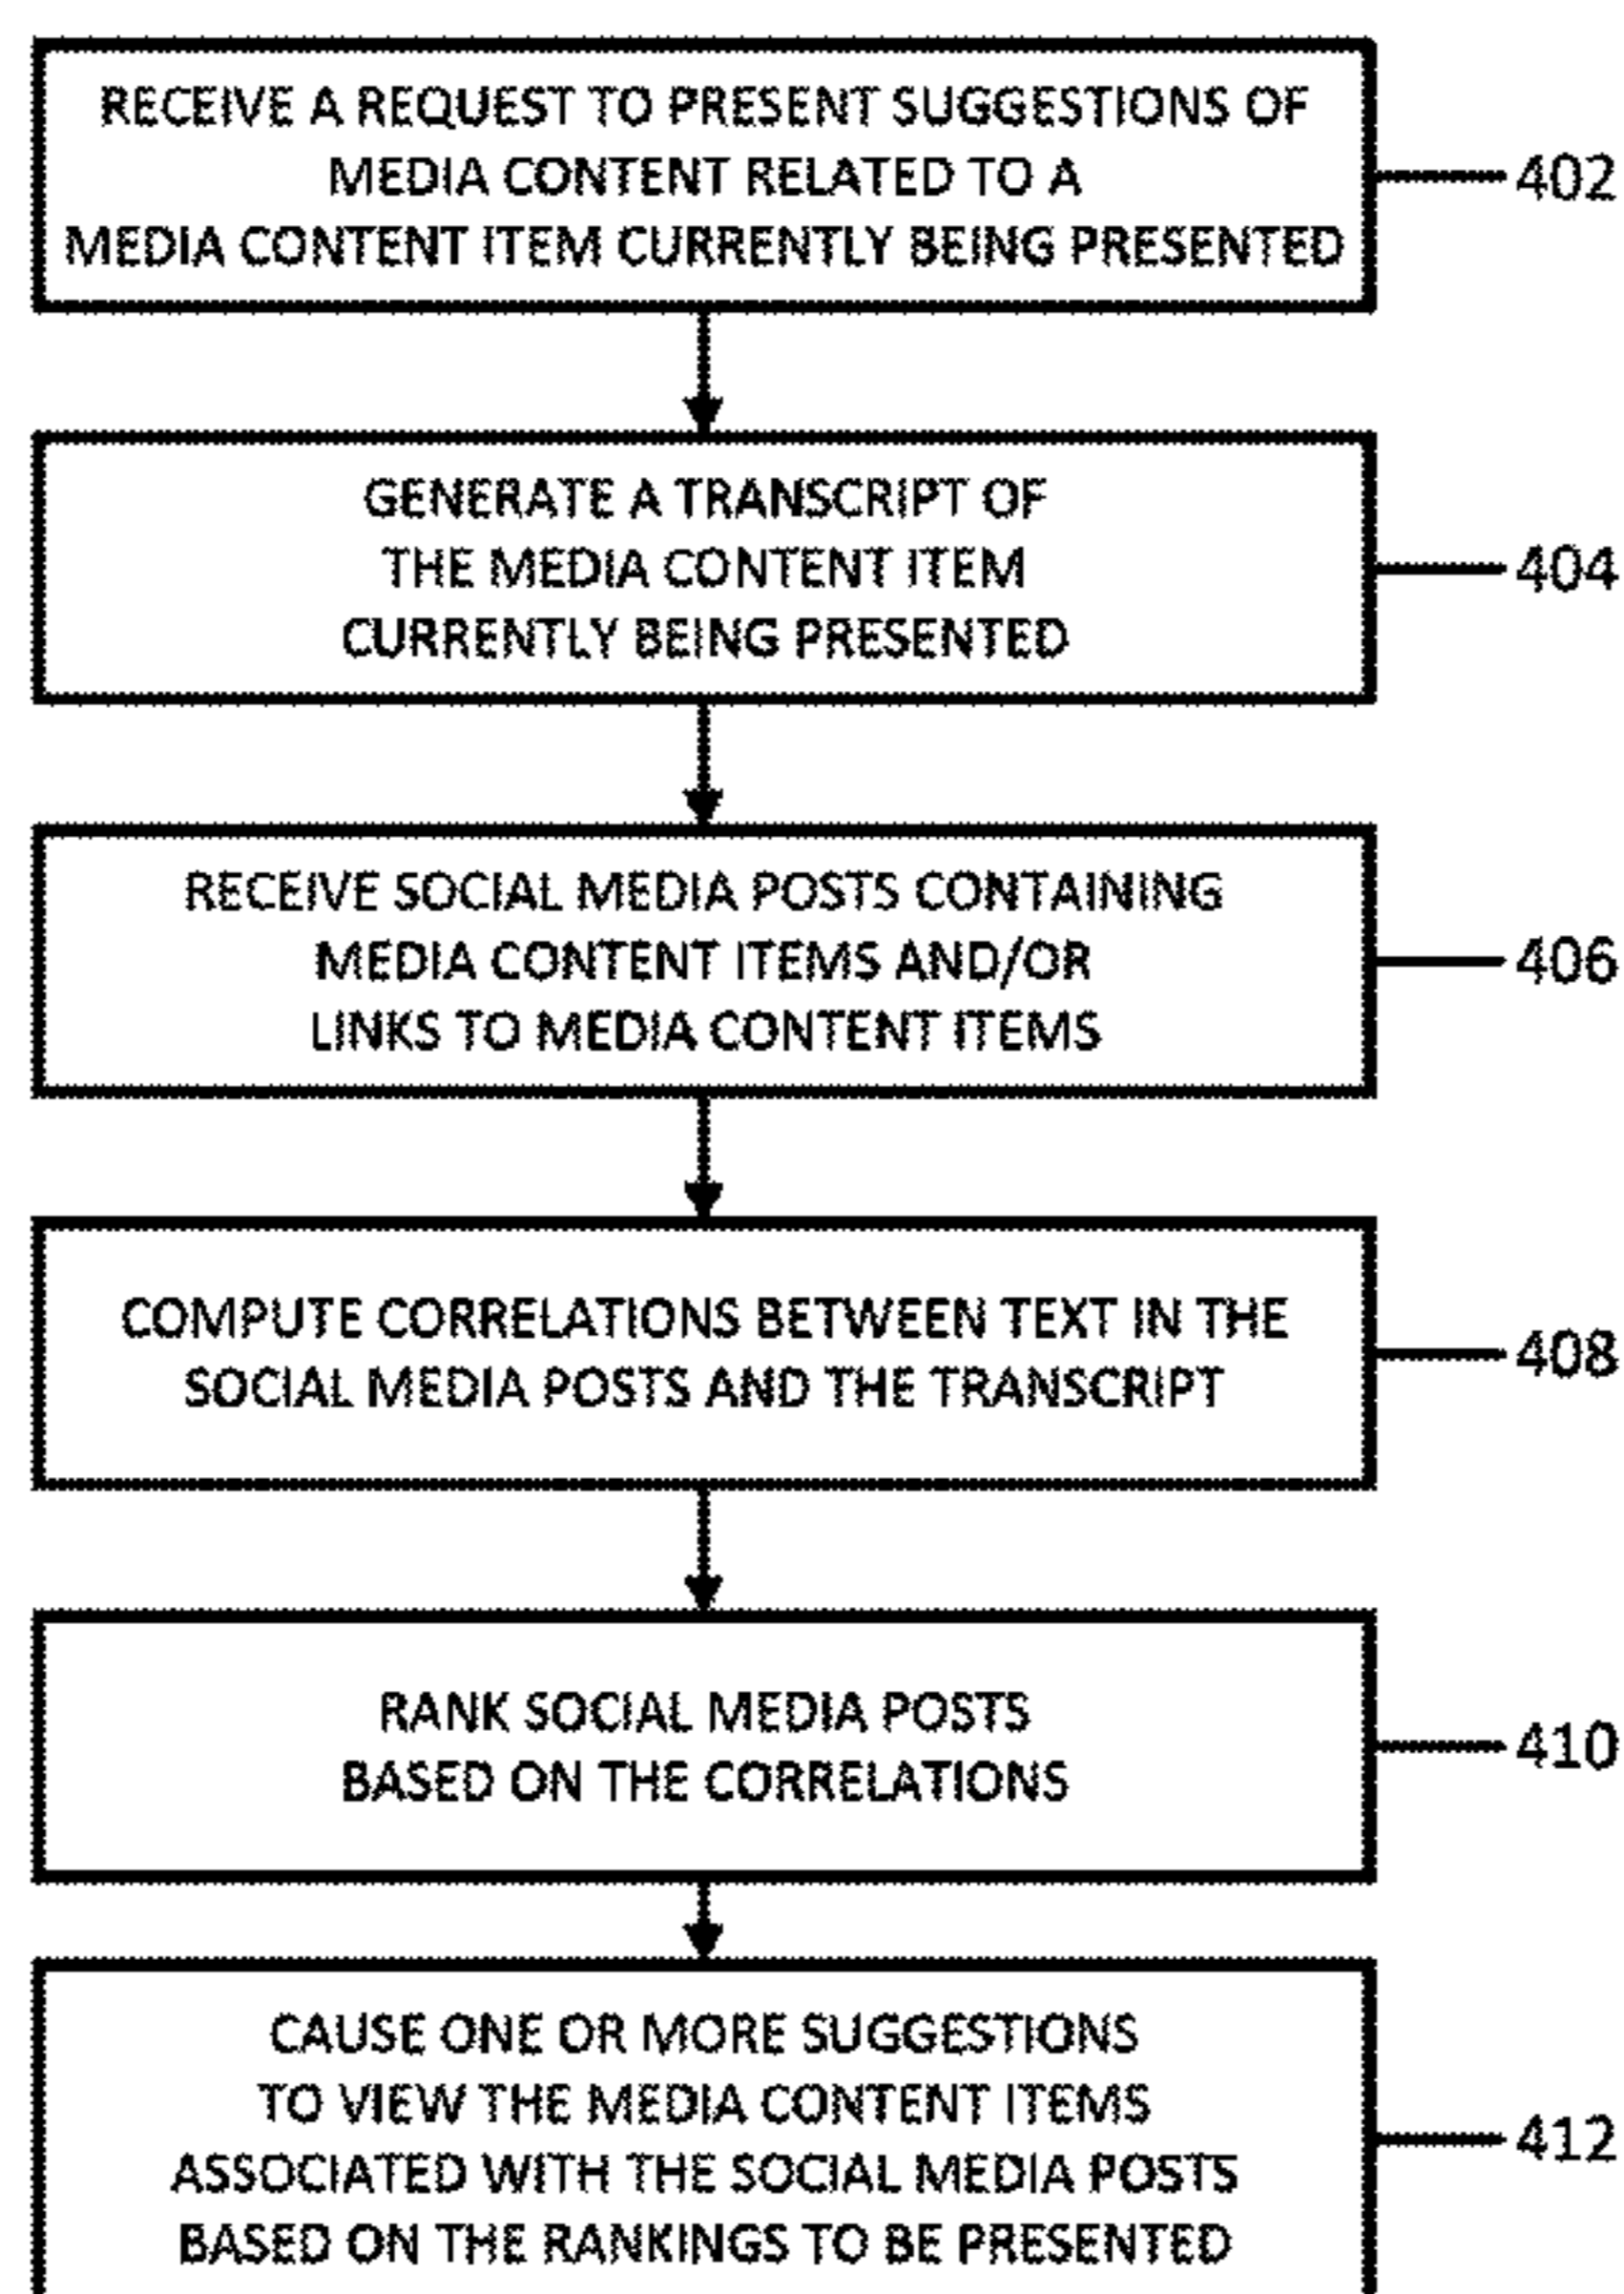 RECEIVE A REQUEST TO PRESENT SUGGESTIONS OF
MEDIA CONTENT RELATED TO A
MEDIA CONTENT ITEM CURRENTLY BEING PRESENTED
402
GENERATE A TRANSCRIPT OF
THE MEDIA CONTENT ITEM
CURRENTLY BEING PRESENTED
404
RECEIVE SOCIAL MEDIA POSTS CONTAINING
MEDIA CONTENT ITEMS AND/OR
LINKS TO MEDIA CONTENT ITEMS
406
COMPUTE CORRELATIONS BETWEEN TEXT IN THE
SOCIAL MEDIA POSTS AND THE TRANSCRIPT
408
RANK SOCIAL MEDIA POSTS
BASED ON THE CORRELATIONS
410
CAUSE ONE OR MORE SUGGESTIONS
TO VIEW THE MEDIA CONTENT ITEMS
ASSOCIATED WITH THE SOCIAL MEDIA POSTS
BASED ON THE RANKINGS TO BE PRESENTED
412